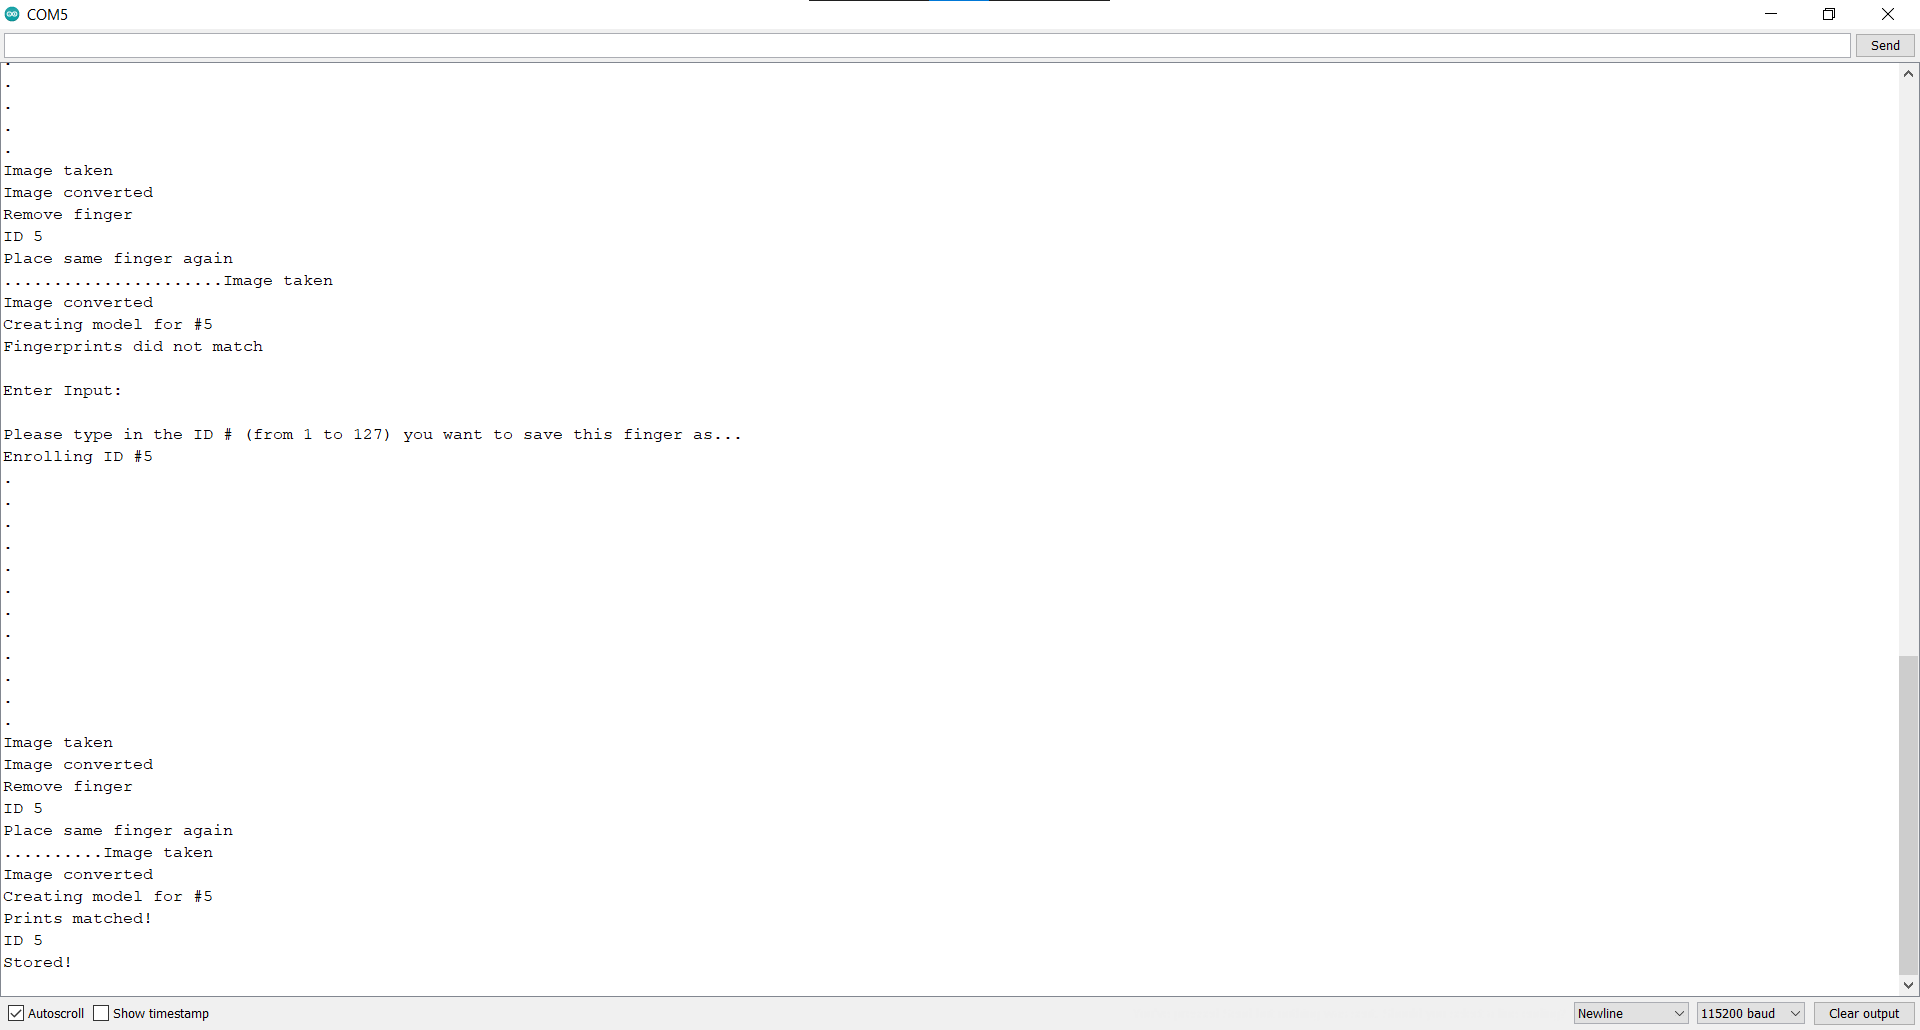 COM5
Send
.
.
.
.
.
Image taken
Image converted
Remove finger
ID 5
Place same finger again
......................Image taken
Image converted
Creating model for #5
Fingerprints did not match
Enter Input:
Please type in the ID # (from 1 to 127) you want to save this finger as...
Enrolling ID #5
.
.
.
.
.
.
.
.
.
.
.
.
Image taken
Image converted
Remove finger
ID 5
Place same finger again
..........Image taken
Image converted
Creating model for #5
Prints matched!
ID 5
Stored!
Autoscroll Show timestamp Newline 115200 baud Clear output